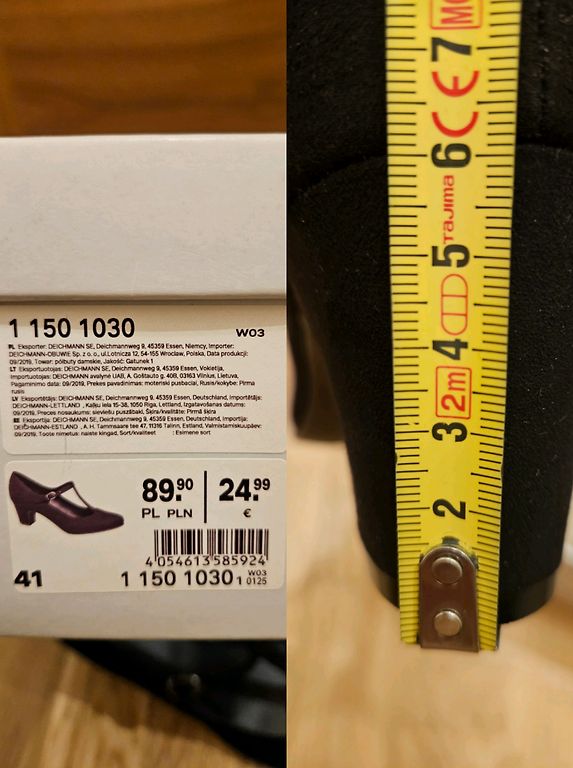 1 150 1030
W03
PL Eksporter: DEICHMANN SE, Deichmannweg 9, 45359 Essen, Niemcy, Importer:
DEICHMANN-OBUWIE Sp. z o. o., ul.Lotnicza 12, 54-155 Wrocław, Polska, Data produkcji:
09/2019, Towar: półbuty damskie, Jakość: Gatunek 1
LT Eksportuotojas: DEICHMANN SE, Deichmannweg 9, 45359 Essen, Vokietija,
Importuotojas: DEICHMANN avalynė UAB, A. Goštauto g. 40B, 03163 Vilnius, Lietuva,
Pagaminimo data: 09/2019, Prekes pavadinimas: moteriski pusbaciai, Rusis/kokybe: Pirma
rusis
LV Eksportētājs: DEICHMANN SE, Deichmannweg 9, 45359 Essen, Vācija, Importētājs:
DEICHMANN-LETTLAND, Kaļķu iela 15-38, 1050 Riga, Lettland, Izgatavošanas datums:
09/2019, Preces nosaukums: sieviešu puszābaki, Šķira/kvalitāte: Pirmā šķira
DEICHMANN SE, Deichmannweg 9, 45359 Essen, Importija:
DEICHMANN-ESTLAND, A. H. Tammsaare tee 47, 11316 Talinn, Estland, Valmistamiskuupäev:
09/2019, Toote nimetus: naiste kingad, Sort/kvaliteet : Esimene sort
89.90
PL PLN
24.99
€
4 054613 585924
41
1 150 1030
W03
1 0125
7
CE
6
Tajima
5
4
2m
3
2